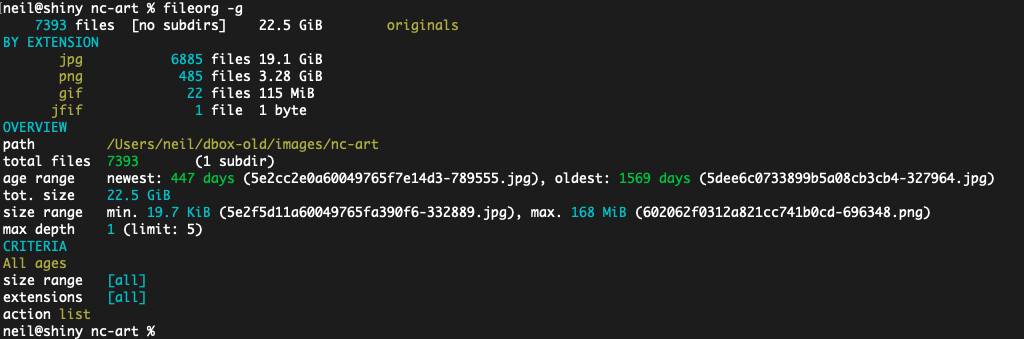 neil@shiny nc-art % fileorg -g
7393 files [no subdirs] 22.5 GiB originals
BY EXTENSION
jpg 6885 files 19.1 GiB
png 485 files 3.28 GiB
gif 22 files 115 MiB
jfif 1 file 1 byte
OVERVIEW
path /Users/neil/dbox-old/images/nc-art
total files 7393 (1 subdir)
age range newest: 447 days (5e2cc2e0a60049765f7e14d3-789555.jpg), oldest: 1569 days (5dee6c0733899b5a08cb3cb4-327964.jpg)
tot. size 22.5 GiB
size range min. 19.7 KiB (5e2f5d11a60049765fa390f6-332889.jpg), max. 168 MiB (602062f0312a821cc741b0cd-696348.png)
max depth 1 (limit: 5)
CRITERIA
All ages
size range [all]
extensions [all]
action list
neil@shiny nc-art %